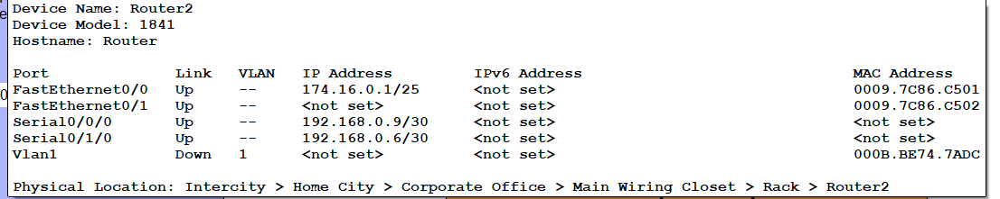 Device Name: Router2
Device Model: 1841
Hostname: Router
Port Link VLAN IP Address IPv6 Address MAC Address
FastEthernet0/0 Up -- 174.16.0.1/25 <not set> 0009.7C86.C501
FastEthernet0/1 Up -- <not set> <not set> 0009.7C86.C502
Serial0/0/0 Up -- 192.168.0.9/30 <not set> <not set>
Serial0/1/0 Up -- 192.168.0.6/30 <not set> <not set>
Vlan1 Down 1 <not set> <not set> 000B.BE74.7ADC
Physical Location: Intercity > Home City > Corporate Office > Main Wiring Closet > Rack > Router2